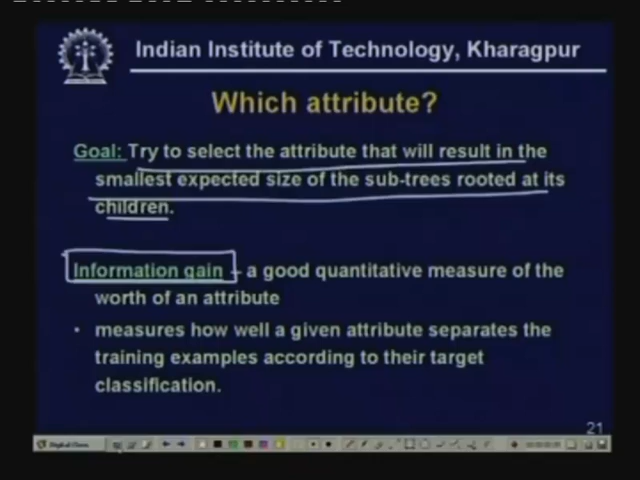 Indian Institute of Technology, Kharagpur
Which attribute?
Goal: Try to select the attribute that will result in the
smallest expected size of the sub-trees rooted at its
children.
Information gain – a good quantitative measure of the
worth of an attribute
• measures how well a given attribute separates the
training examples according to their target
classification.
21